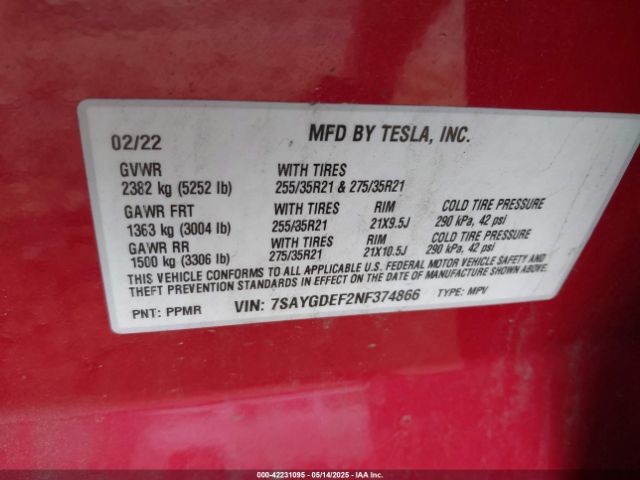 02/22 MFD BY TESLA, INC.
GVWR WITH TIRES
2382 kg (5252 lb) 255/35R21 & 275/35R21
GAWR FRT WITH TIRES RIM COLD TIRE PRESSURE
1363 kg (3004 lb) 255/35R21 21X9.5J 290 kPa, 42 psi
GAWR RR WITH TIRES RIM COLD TIRE PRESSURE
1500 kg (3306 lb) 275/35R21 21X10.5J 290 kPa, 42 psi
THIS VEHICLE CONFORMS TO ALL APPLICABLE U.S. FEDERAL MOTOR VEHICLE SAFETY AND
THEFT PREVENTION STANDARDS IN EFFECT ON THE DATE OF MANUFACTURE SHOWN ABOVE.
PNT: PPMR VIN: 7SAYGDEF2NF374866 TYPE: MPV
000-42231095 - 05/14/2025 - IAA Inc.